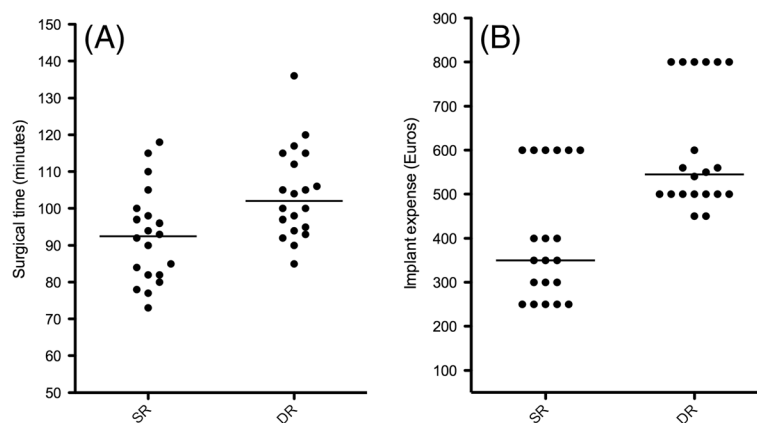 (A)
Surgical time (minutes)
150
140
130
120
110
100
90
80
70
60
50
SR
DR
(B)
Implant expense (Euros)
900
800
700
600
500
400
300
200
100
SR
DR